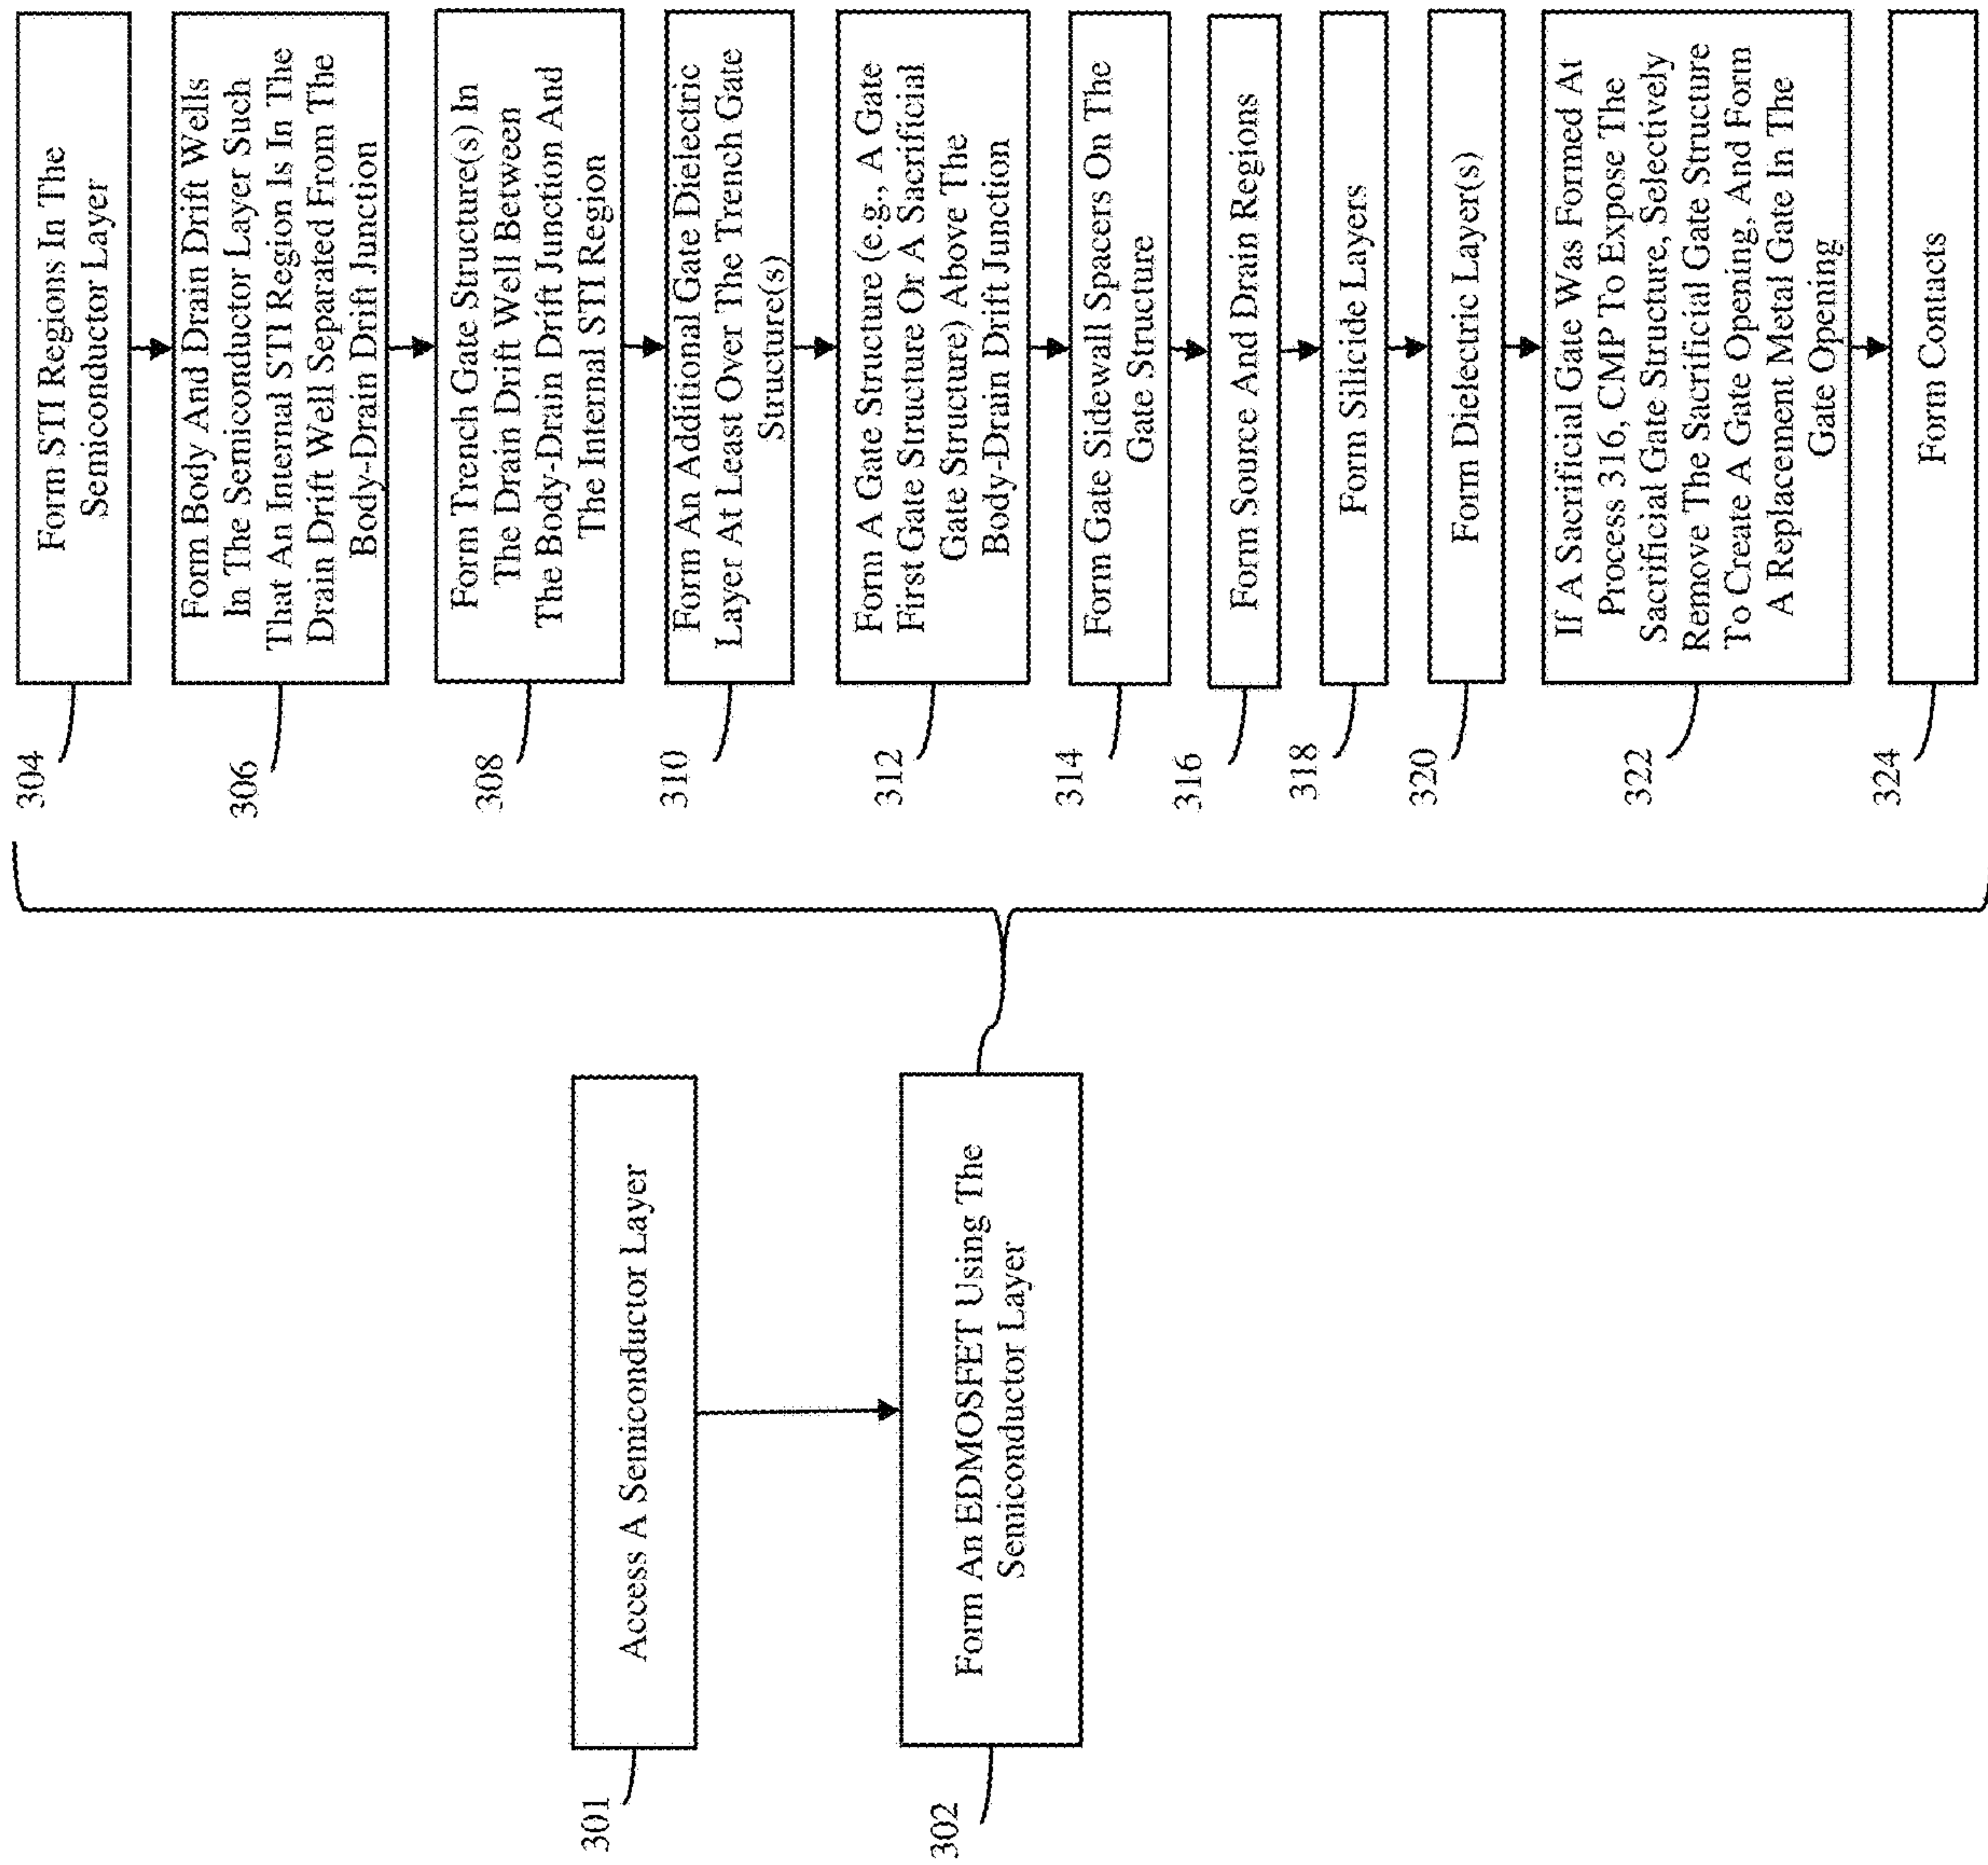 301
Access A Semiconductor Layer
302
Form An EDMOSFET Using The
Semiconductor Layer
304
Form STI Regions In The
Semiconductor Layer
306
Form Body And Drain Drift Wells
In The Semiconductor Layer Such
That An Internal STI Region Is In The
Drain Drift Well Separated From The
Body-Drain Drift Junction
308
Form Trench Gate Structure(s) In
The Drain Drift Well Between
The Body-Drain Drift Junction And
The Internal STI Region
310
Form An Additional Gate Dielectric
Layer At Least Over The Trench Gate
Structure(s)
312
Form A Gate Structure (e.g., A Gate
First Gate Structure Or A Sacrificial
Gate Structure) Above The
Body-Drain Drift Junction
314
Form Gate Sidewall Spacers On The
Gate Structure
316
Form Source And Drain Regions
318
Form Silicide Layers
320
Form Dielectric Layer(s)
322
If A Sacrificial Gate Was Formed At
Process 316, CMP To Expose The
Sacrificial Gate Structure, Selectively
Remove The Sacrificial Gate Structure
To Create A Gate Opening, And Form
A Replacement Metal Gate In The
Gate Opening
324
Form Contacts